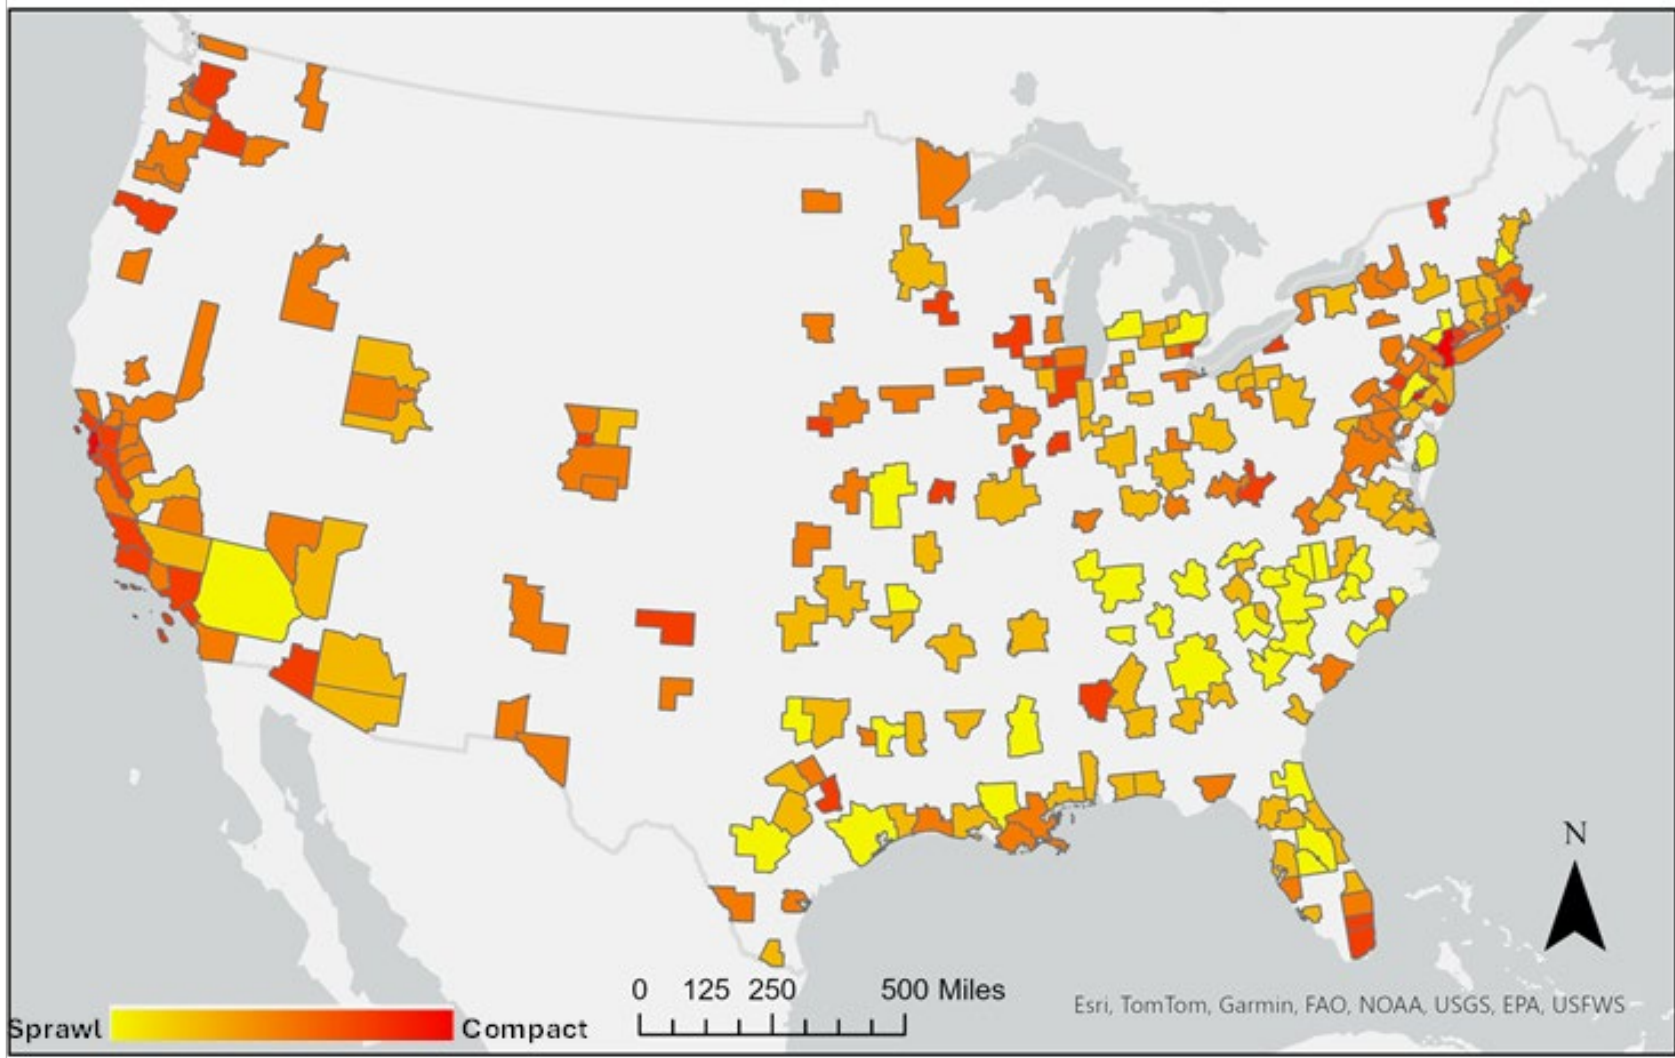 N
0 125 250 500 Miles
Esri, TomTom, Garmin, FAO, NOAA, USGS, EPA, USFWS
Sprawl Compact